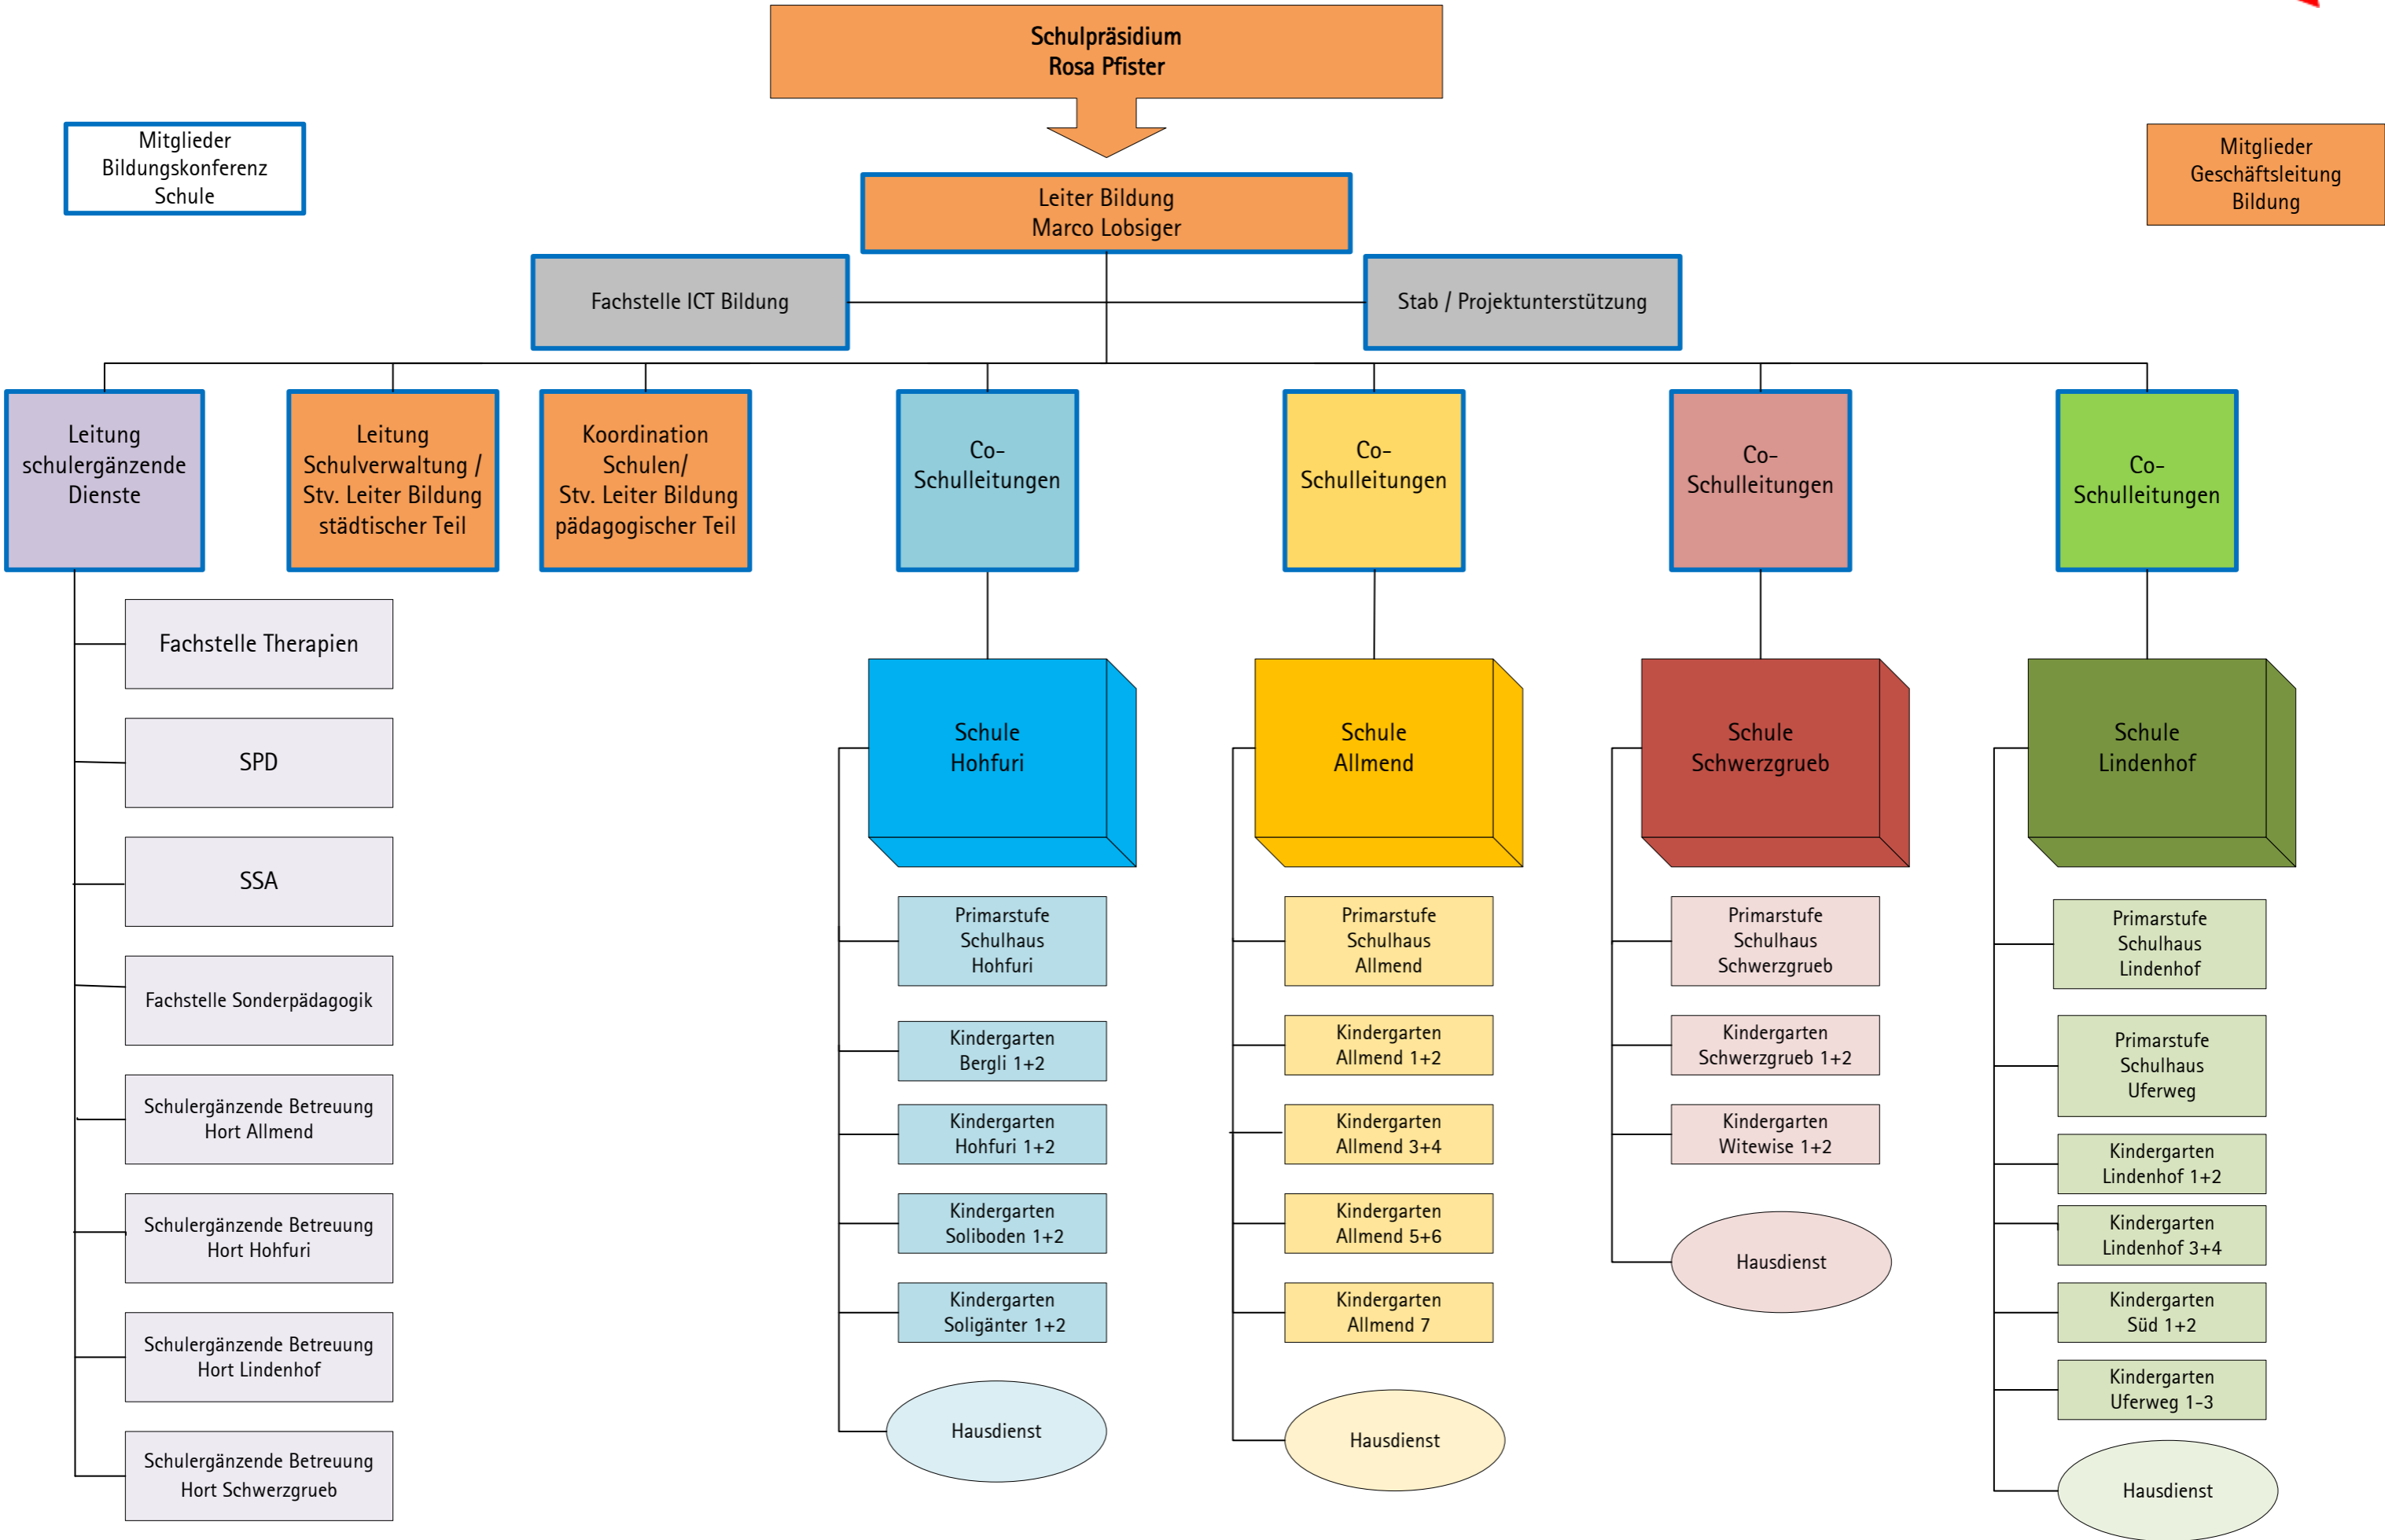 Schulpräsidium
Rosa Pfister
Mitglieder
Bildungskonferenz
Schule
Mitglieder
Geschäftsleitung
Bildung
Leiter Bildung
Marco Lobsiger
Fachstelle ICT Bildung
Stab / Projektunterstützung
Leitung
schulergänzende
Dienste
Leitung
Schulverwaltung /
Stv. Leiter Bildung
städtischer Teil
Koordination
Schulen/
Stv. Leiter Bildung
pädagogischer Teil
Co-
Schulleitungen
Co-
Schulleitungen
Co-
Schulleitungen
Co-
Schulleitungen
Fachstelle Therapien
SPD
SSA
Fachstelle Sonderpädagogik
Schulergänzende Betreuung
Hort Allmend
Schulergänzende Betreuung
Hort Hohfuri
Schulergänzende Betreuung
Hort Lindenhof
Schulergänzende Betreuung
Hort Schwerzgrueb
Schule
Hohfuri
Primarstufe
Schulhaus
Hohfuri
Kindergarten
Bergli 1+2
Kindergarten
Hohfuri 1+2
Kindergarten
Soliboden 1+2
Kindergarten
Soligänter 1+2
Hausdienst
Schule
Allmend
Primarstufe
Schulhaus
Allmend
Kindergarten
Allmend 1+2
Kindergarten
Allmend 3+4
Kindergarten
Allmend 5+6
Kindergarten
Allmend 7
Hausdienst
Schule
Schwerzgrueb
Primarstufe
Schulhaus
Schwerzgrueb
Kindergarten
Schwerzgrueb 1+2
Kindergarten
Witewise 1+2
Hausdienst
Schule
Lindenhof
Primarstufe
Schulhaus
Lindenhof
Primarstufe
Schulhaus
Uferweg
Kindergarten
Lindenhof 1+2
Kindergarten
Lindenhof 3+4
Kindergarten
Süd 1+2
Kindergarten
Uferweg 1-3
Hausdienst